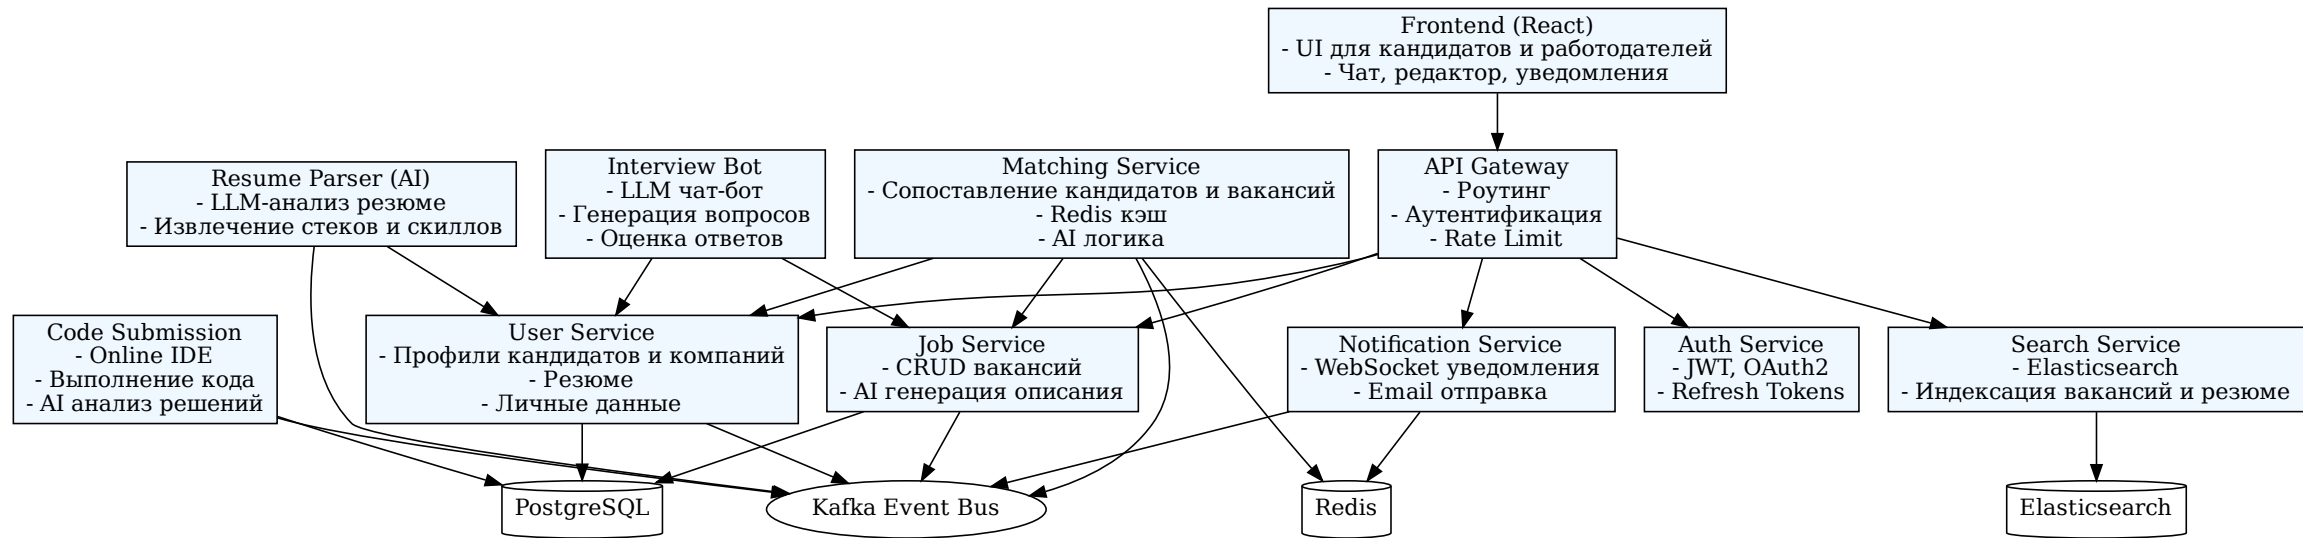 Frontend (React)
- UI для кандидатов и работодателей
- Чат, редактор, уведомления
Resume Parser (AI)
- LLM-анализ резюме
- Извлечение стеков и скиллов
Interview Bot
- LLM чат-бот
- Генерация вопросов
- Оценка ответов
Matching Service
- Сопоставление кандидатов и вакансий
- Redis кэш
- AI логика
API Gateway
- Роутинг
- Аутентификация
- Rate Limit
Code Submission
- Online IDE
- Выполнение кода
- AI анализ решений
User Service
- Профили кандидатов и компаний
- Резюме
- Личные данные
Job Service
- CRUD вакансий
- AI генерация описания
Notification Service
- WebSocket уведомления
- Email отправка
Auth Service
- JWT, OAuth2
- Refresh Tokens
Search Service
- Elasticsearch
- Индексация вакансий и резюме
PostgreSQL
Kafka Event Bus
Redis
Elasticsearch